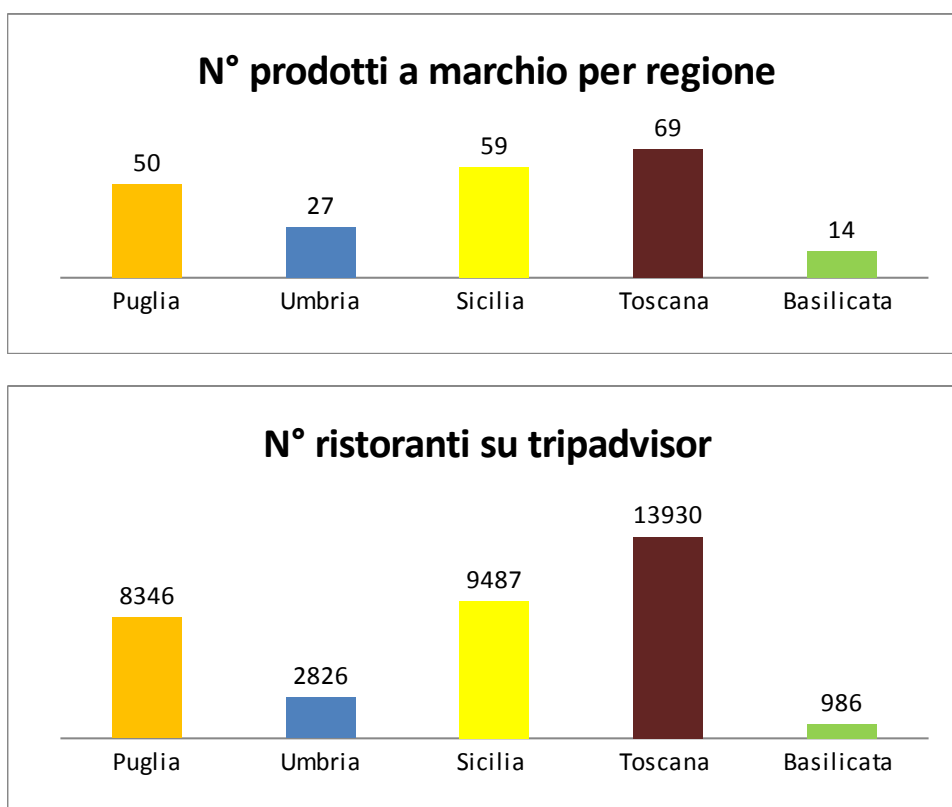 N° prodotti a marchio per regione
50 27 59 69 14
Puglia Umbria Sicilia Toscana Basilicata
N° ristoranti su tripadvisor
8346 2826 9487 13930 986
Puglia Umbria Sicilia Toscana Basilicata